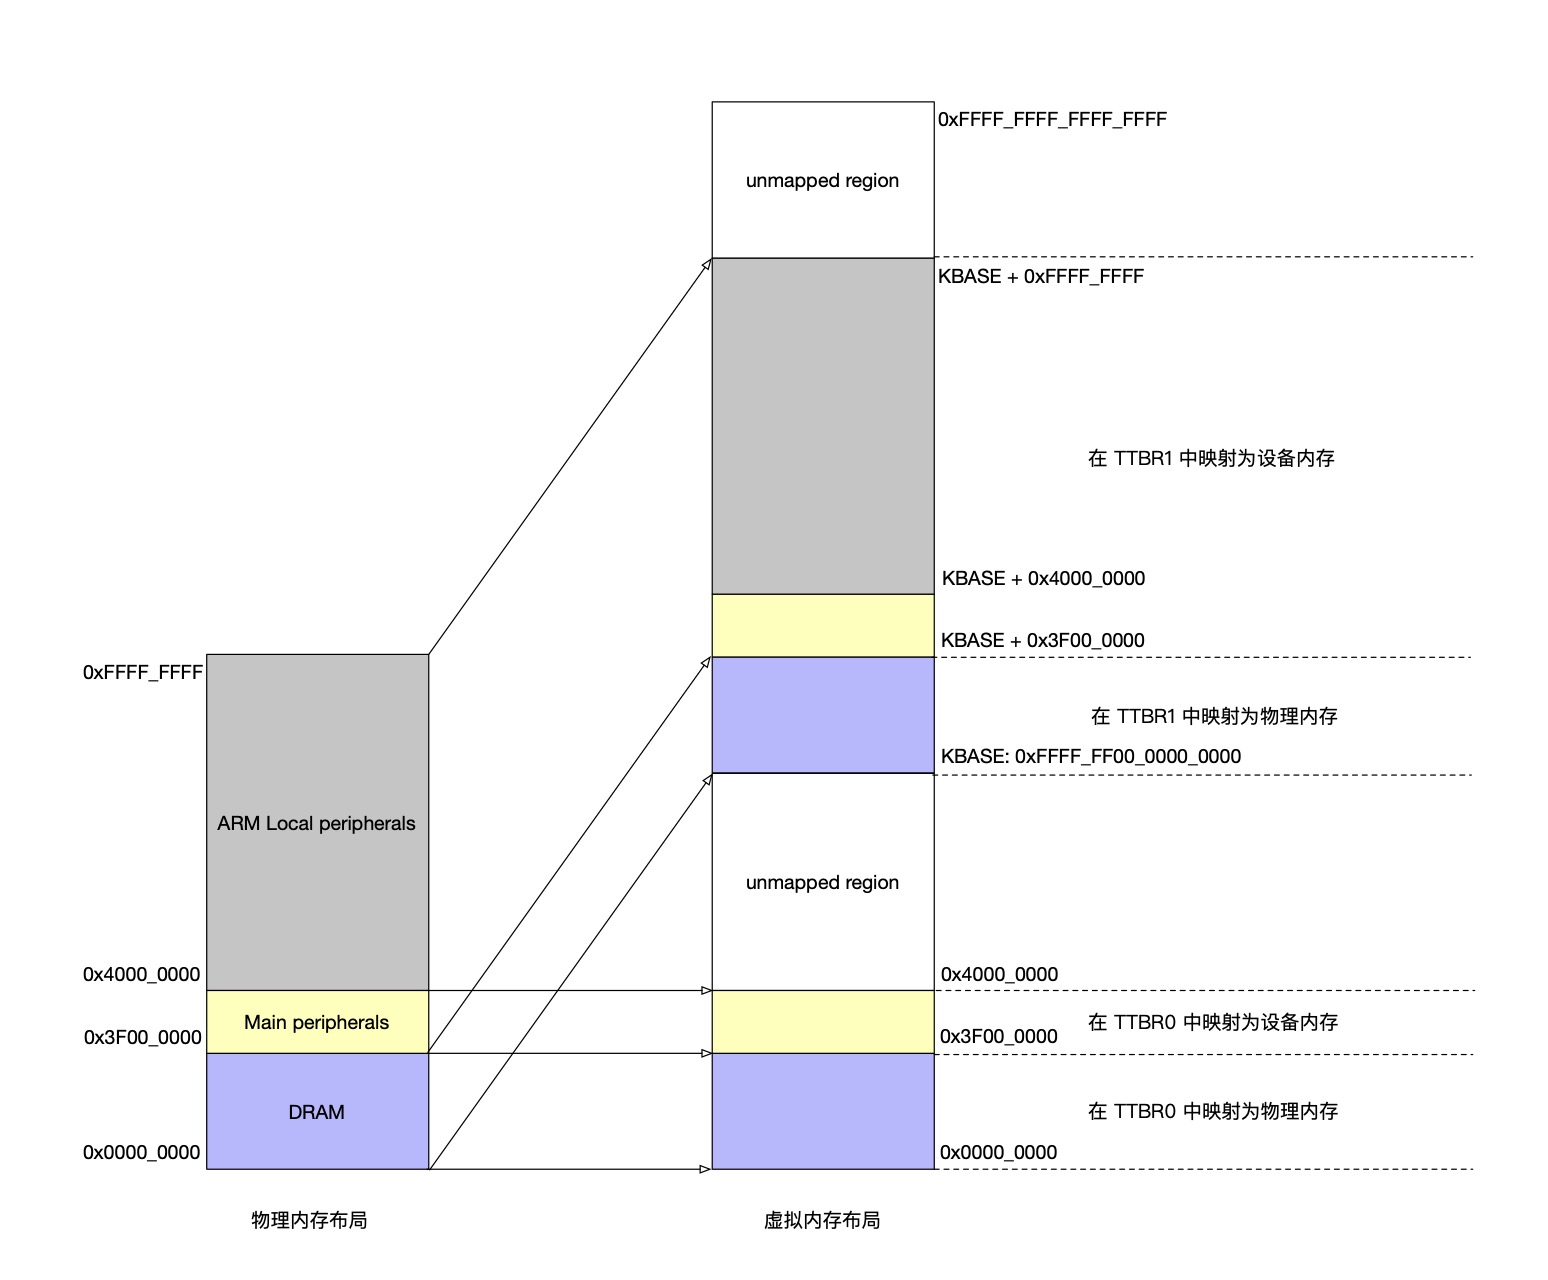 0xFFFF_FFFF_FFFF_FFFF
unmapped region
KBASE + 0xFFFF_FFFF
在 TTBR1 中映射为设备内存
KBASE + 0x4000_0000
KBASE + 0x3F00_0000
0xFFFF_FFFF
在 TTBR1 中映射为物理内存
KBASE: 0xFFFF_FF00_0000_0000
ARM Local peripherals
unmapped region
0x4000_0000
0x4000_0000
Main peripherals
在 TTBR0 中映射为设备内存
0x3F00_0000
0x3F00_0000
DRAM
在 TTBR0 中映射为物理内存
0x0000_0000
0x0000_0000
物理内存布局
虚拟内存布局